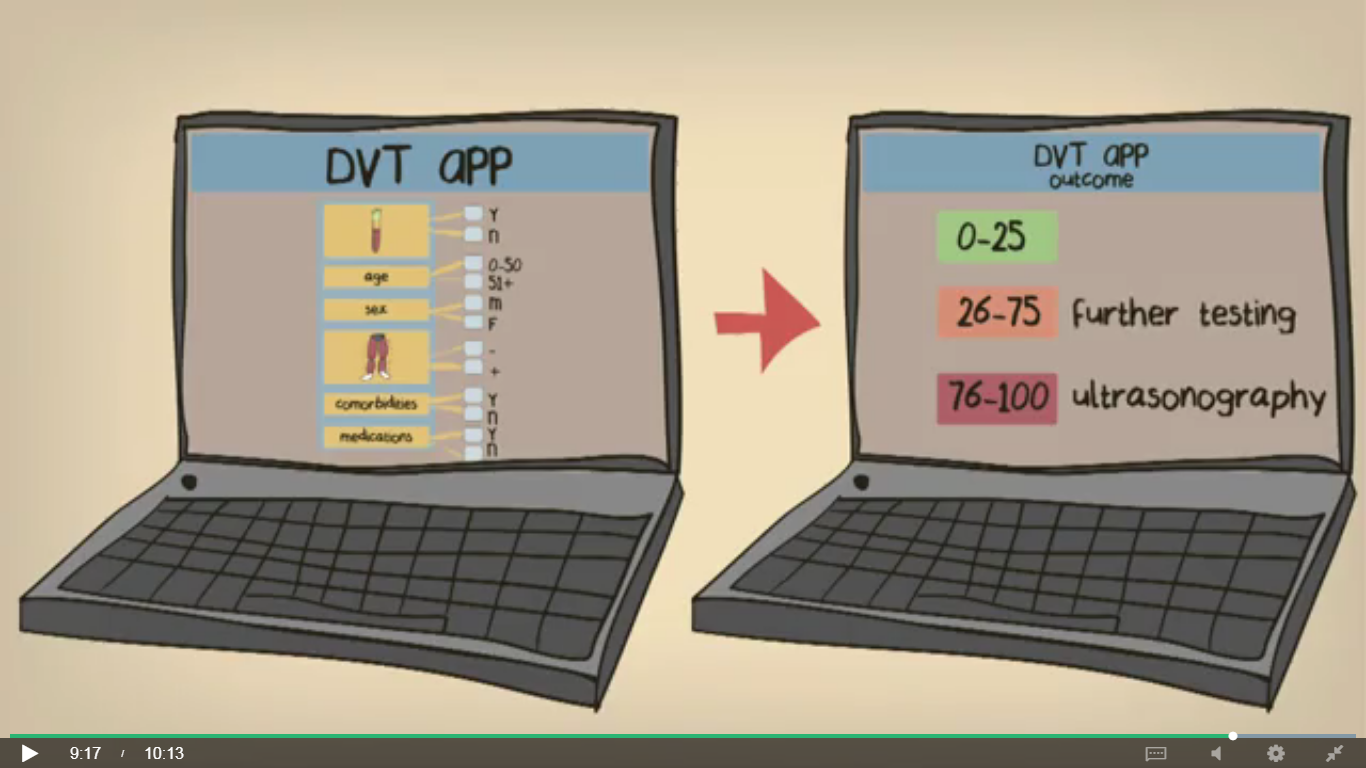 DVT APP
Y
N
age
0-50
51+
sex
m
F
-
+
comorbidities
Y
N
medications
Y
N
DVT APP
outcome
0-25
26-75 further testing
76-100 ultrasonography
9:17 / 10:13